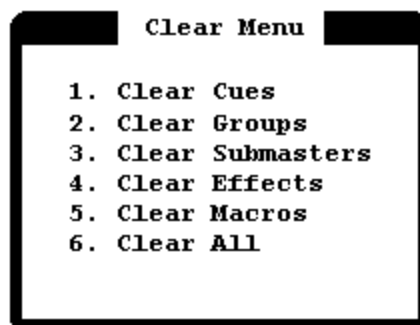 Clear Menu
1. Clear Cues
2. Clear Groups
3. Clear Submasters
4. Clear Effects
5. Clear Macros
6. Clear All